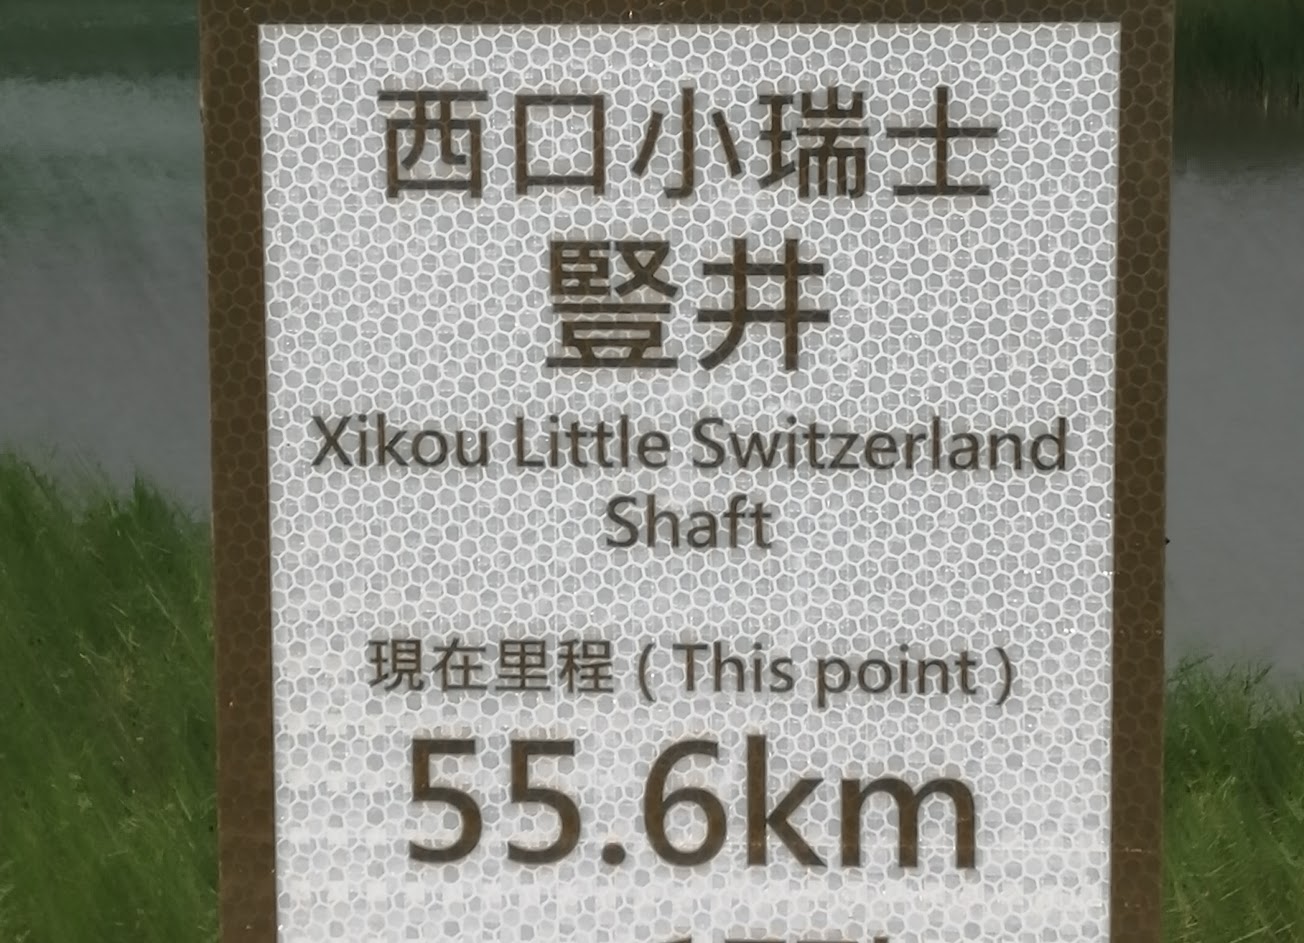 西口小瑞士
豎井
Xikou Little Switzerland
Shaft
現在里程 ( This point )
55.6km